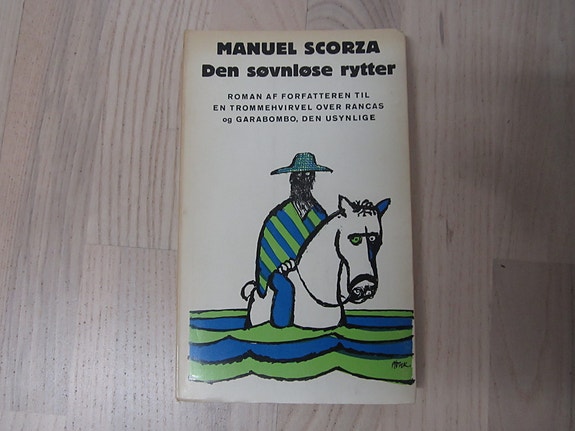 MANUEL SCORZA
Den søvnløse rytter
ROMAN AF FORFATTEREN TIL
EN TROMMEHVIRVEL OVER RANCAS
og GARABOMBO, DEN USYNLIGE